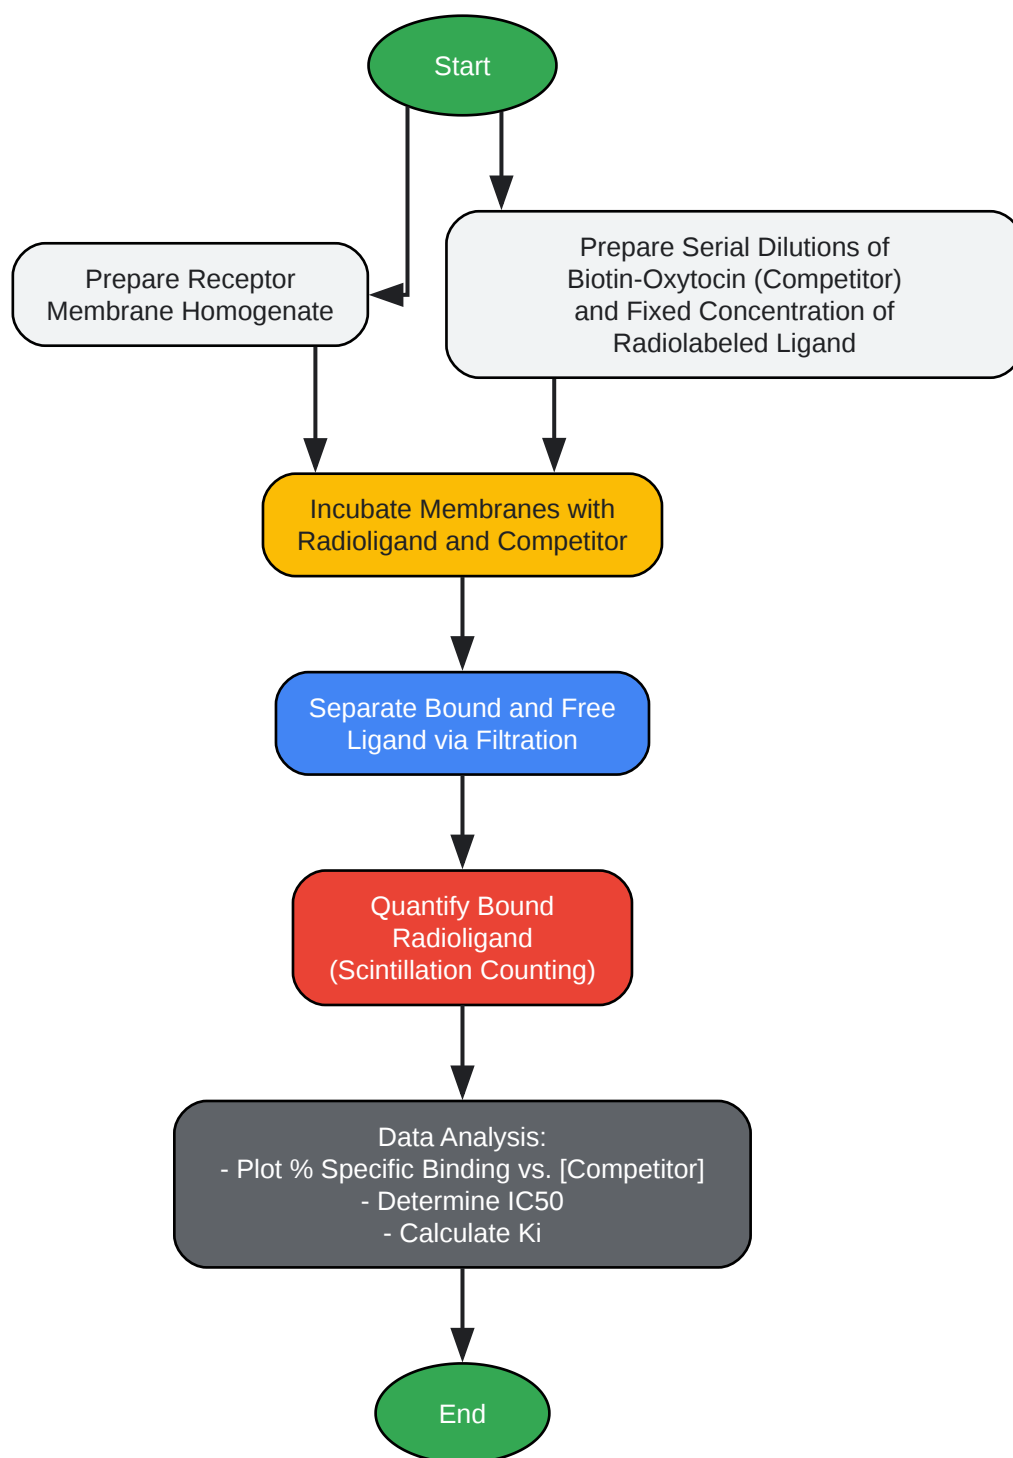 Start
Prepare Receptor
Membrane Homogenate
Prepare Serial Dilutions of
Biotin-Oxytocin (Competitor)
and Fixed Concentration of
Radiolabeled Ligand
Incubate Membranes with
Radioligand and Competitor
Separate Bound and Free
Ligand via Filtration
Quantify Bound
Radioligand
(Scintillation Counting)
Data Analysis:
- Plot % Specific Binding vs. [Competitor]
- Determine IC50
- Calculate Ki
End